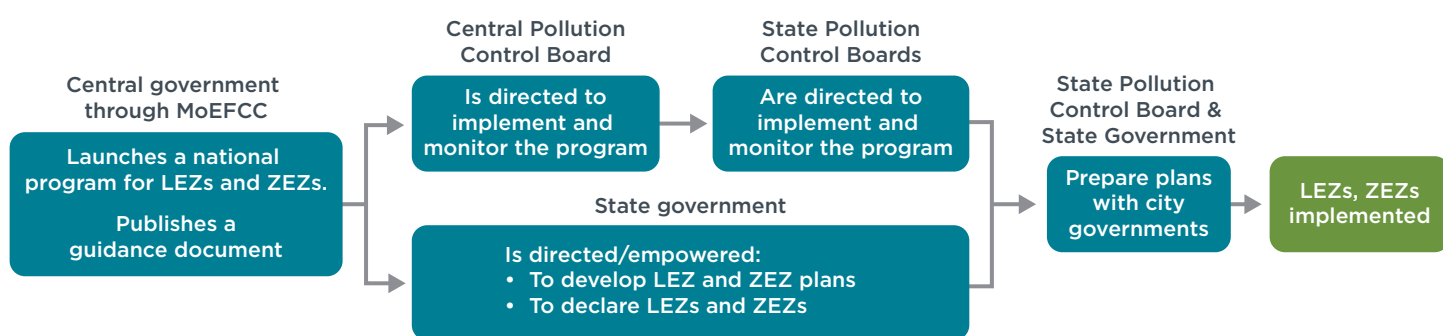 Central government
through MoEFCC
Launches a national
program for LEZs and ZEZs.
Publishes a
guidance document
Central Pollution
Control Board
Is directed to
implement and
monitor the program
State Pollution
Control Boards
Are directed to
implement and
monitor the program
State government
Is directed/empowered:
• To develop LEZ and ZEZ plans
• To declare LEZs and ZEZs
State Pollution
Control Board &
State Government
Prepare plans
with city
governments
LEZs, ZEZs
implemented